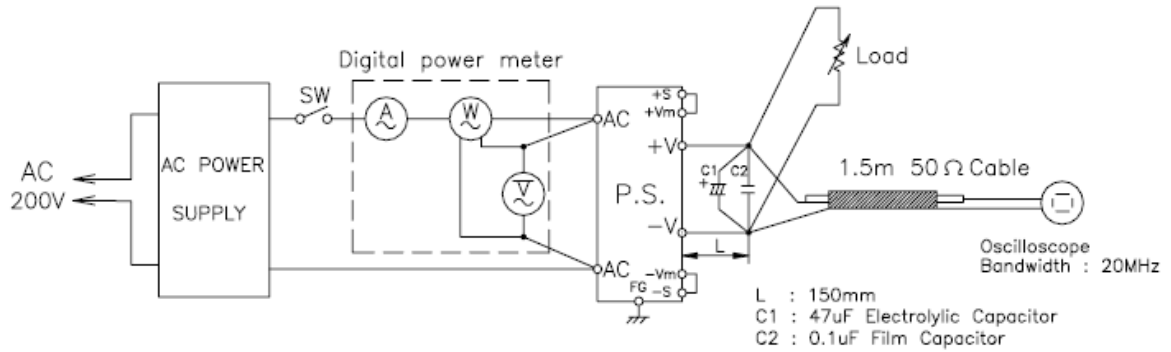 Digital power meter
SW
A
W
V
AC
200V
AC POWER
SUPPLY
AC
AC
P.S.
+S
+Vm
+V
-V
-Vm
-S
FG
C1
+
C2
L
Load
1.5m 50Ω Cable
Oscilloscope
Bandwidth : 20MHz
L : 150mm
C1 : 47uF Electrolylic Capacitor
C2 : 0.1uF Film Capacitor